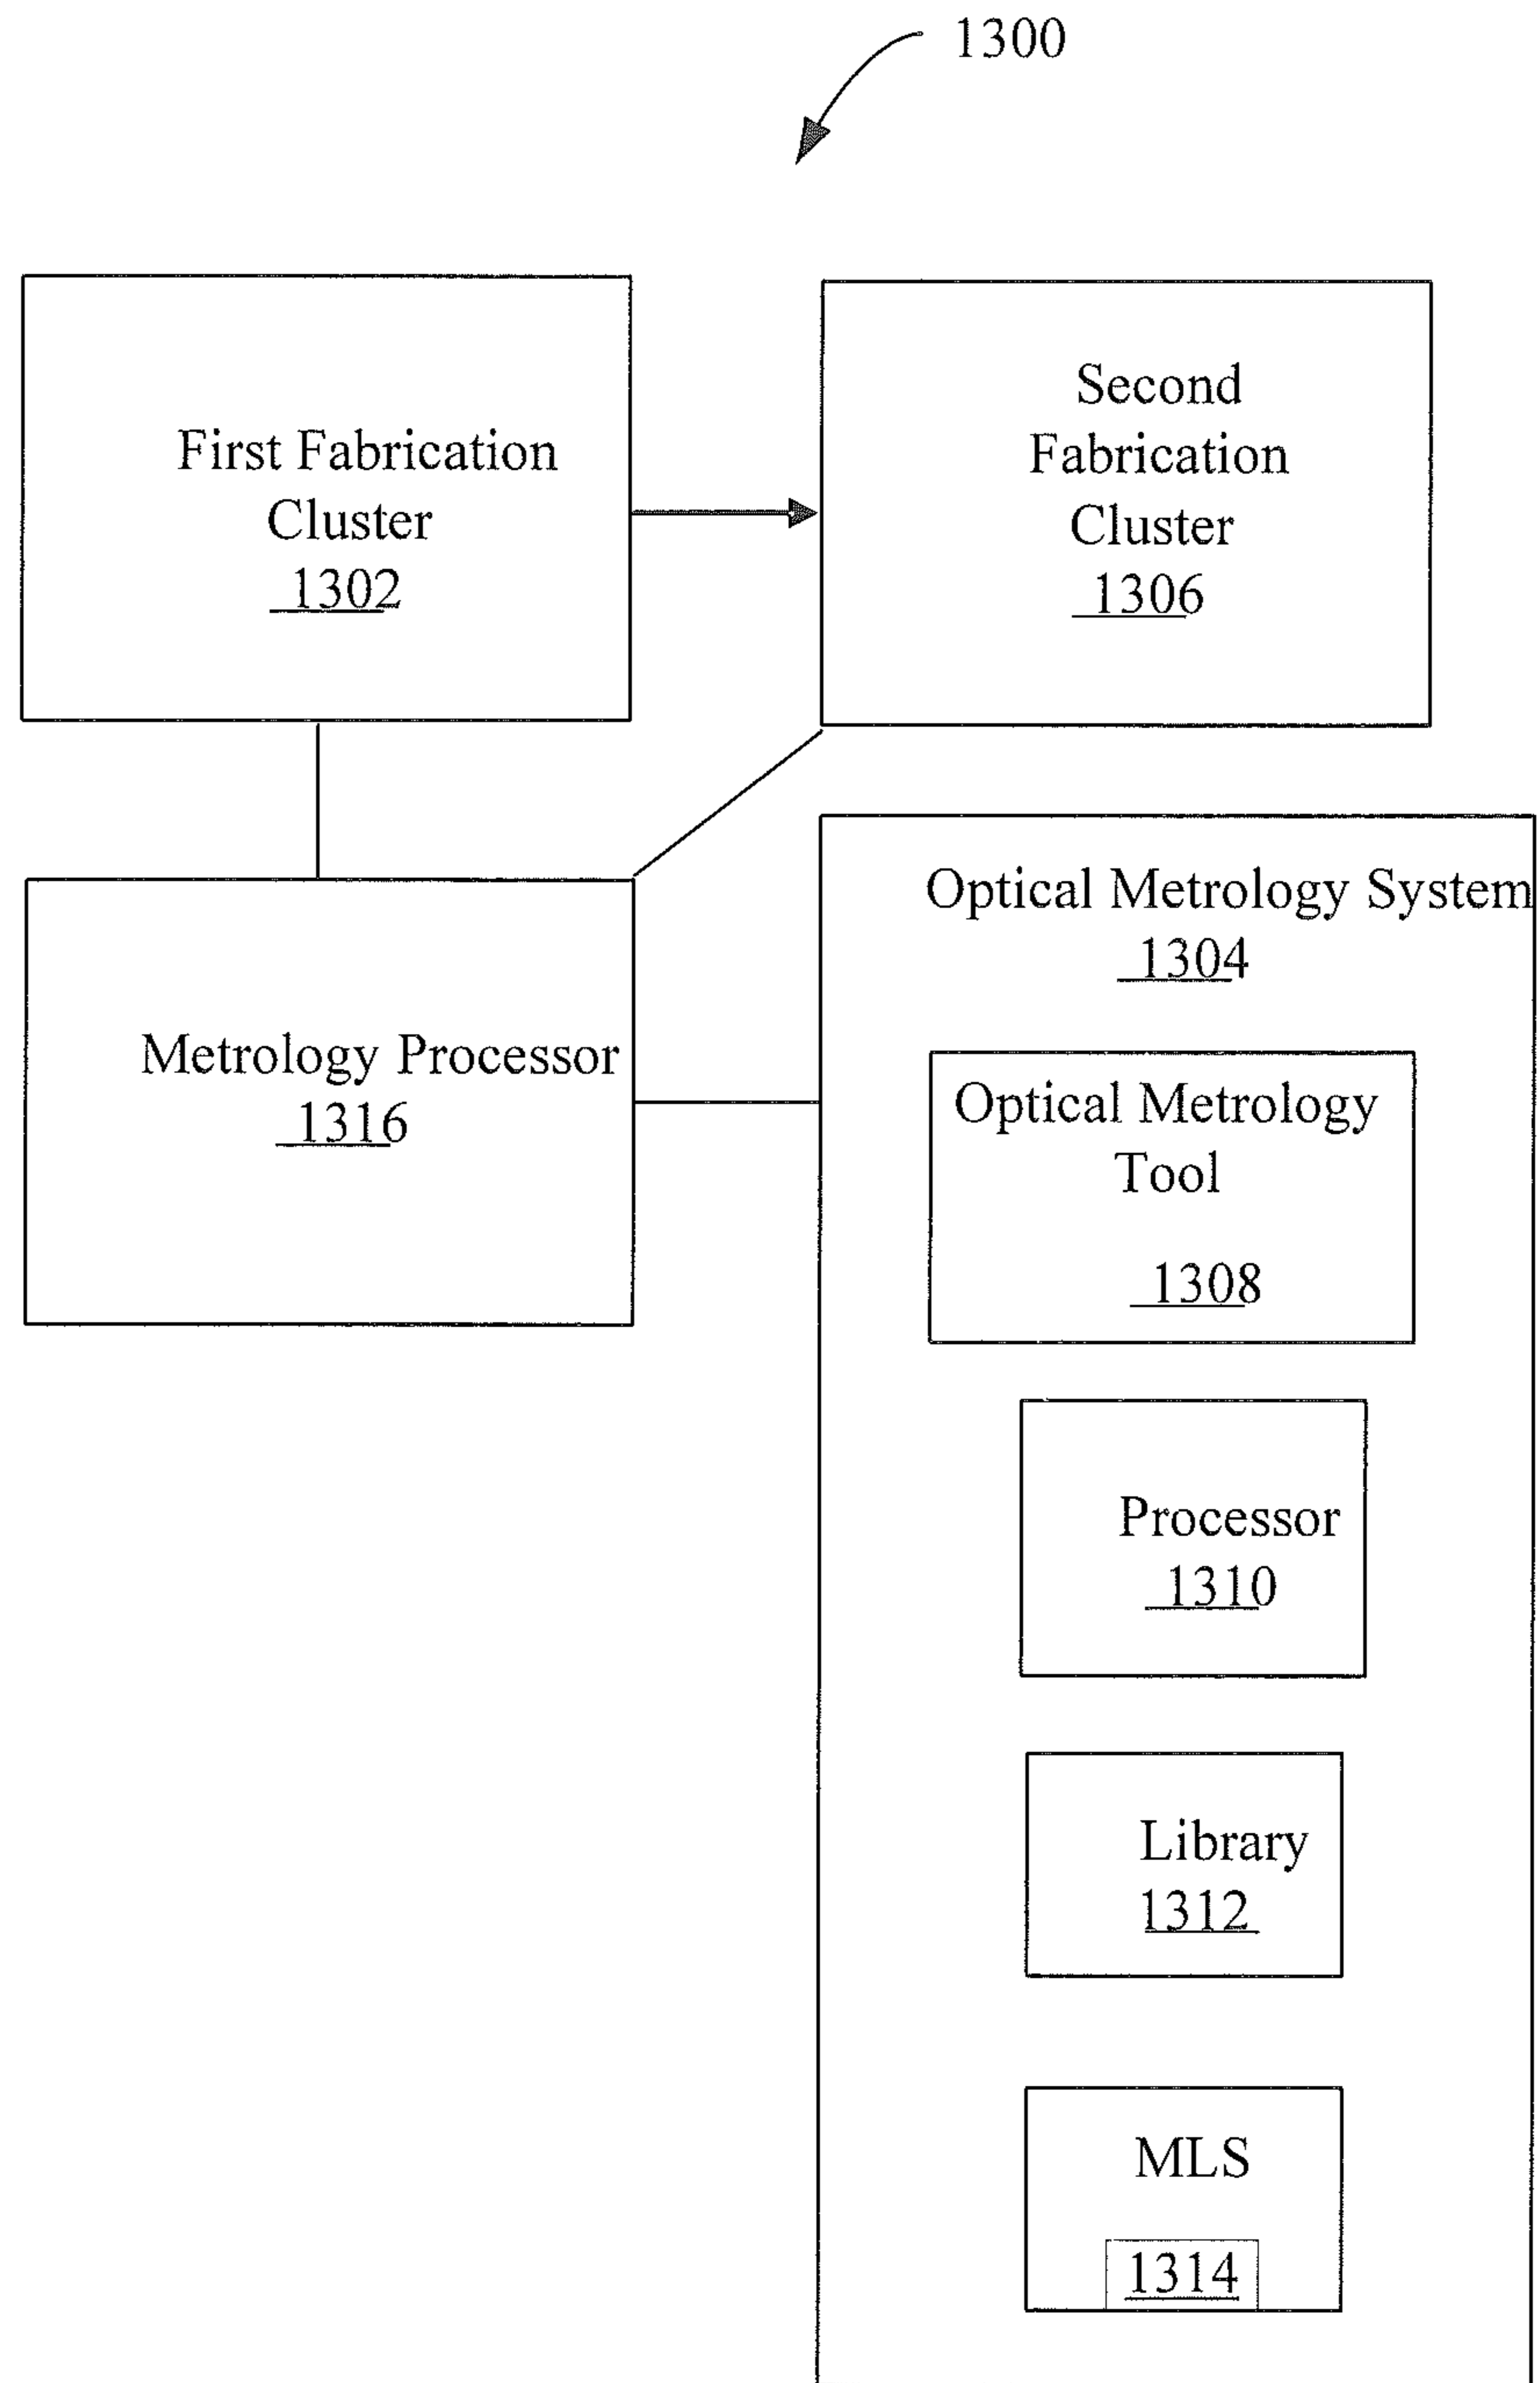 1300
First Fabrication
Cluster
1302
Second
Fabrication
Cluster
1306
Optical Metrology System
1304
Metrology Processor
1316
Optical Metrology
Tool
1308
Processor
1310
Library
1312
MLS
1314